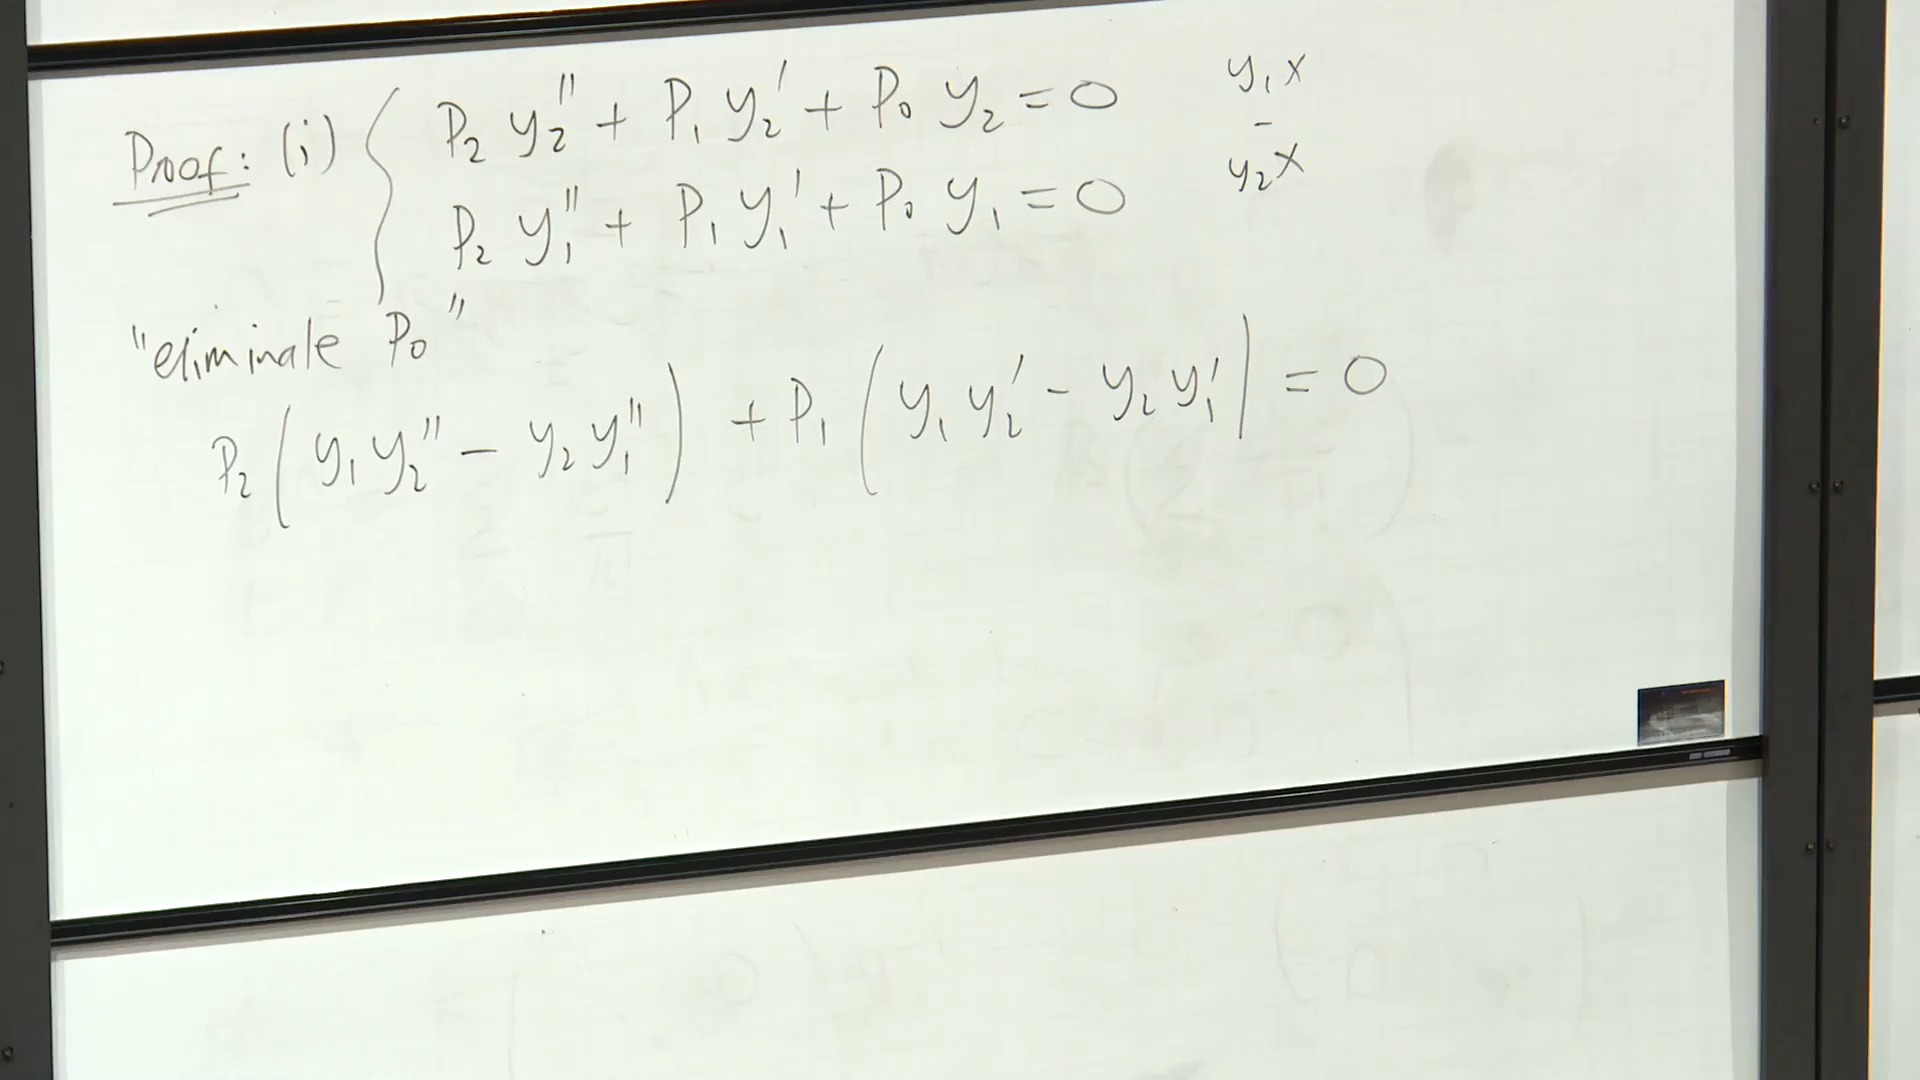 Proof: (i) { P₂ y₂'' + P₁ y₂' + P₀ y₂ = 0 y₁ x
-
P₂ y₁'' + P₁ y₁' + P₀ y₁ = 0 y₂ x
"eliminate P₀"
P₂ ( y₁ y₂'' - y₂ y₁'' ) + P₁ ( y₁ y₂' - y₂ y₁' ) = 0